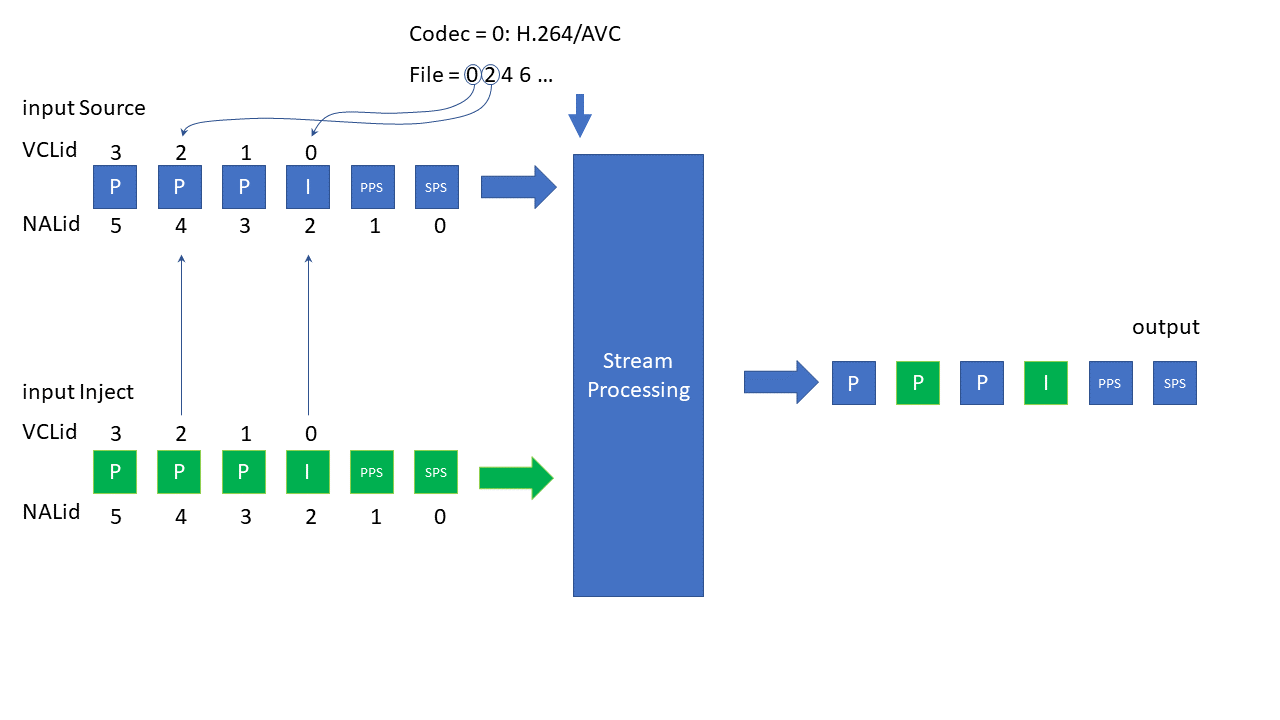 Codec = 0: H.264/AVC
File = 0 2 4 6 ...
input Source
VCLid 3 2 1 0
P P P I PPS SPS
NALid 5 4 3 2 1 0
input Inject
VCLid 3 2 1 0
P P P I PPS SPS
NALid 5 4 3 2 1 0
Stream
Processing
output
P P P I PPS SPS